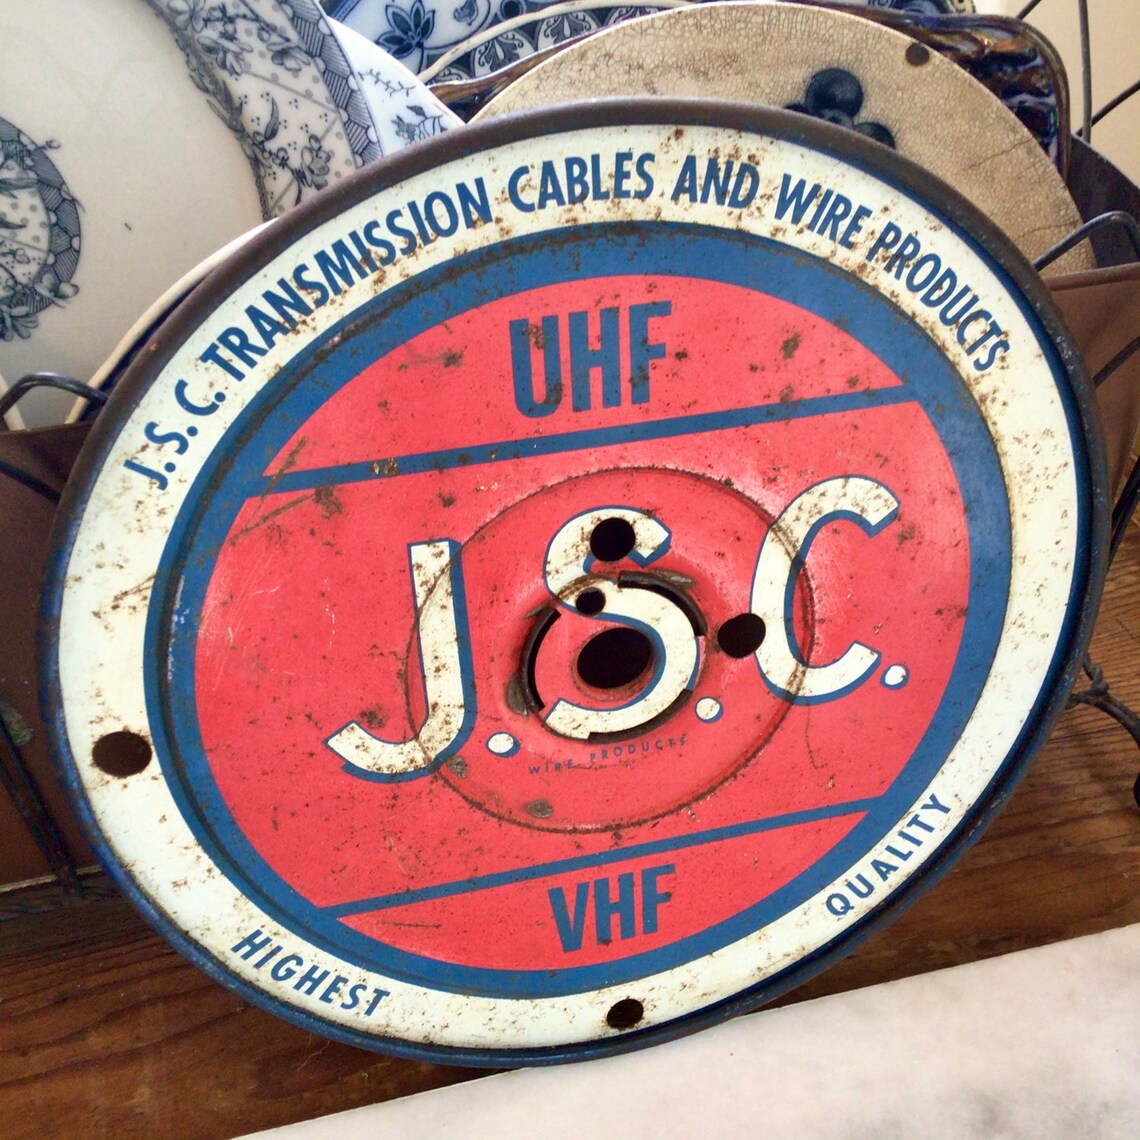 J.S.C. TRANSMISSION CABLES AND WIRE PRODUCTS
UHF
J.S.C.
WIRE PRODUCTS
VHF
HIGHEST QUALITY